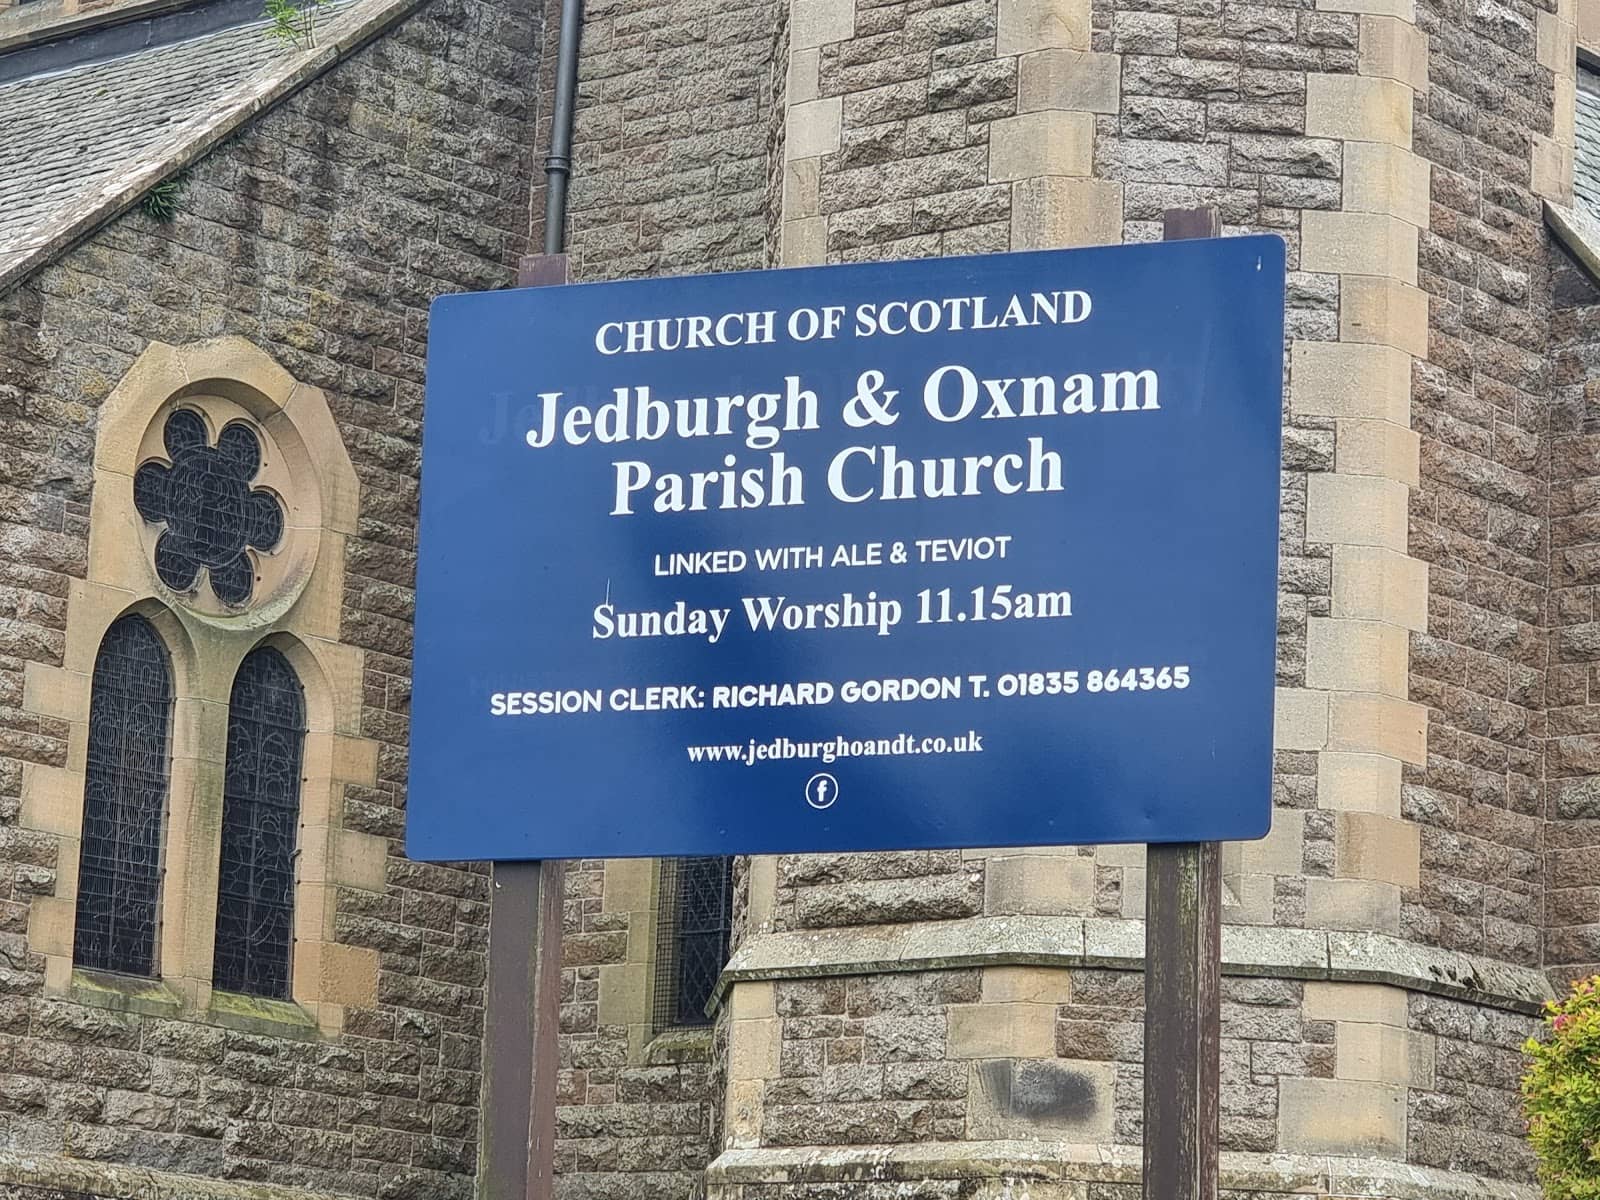 CHURCH OF SCOTLAND
Jedburgh & Oxnam
Parish Church
LINKED WITH ALE & TEVIOT
Sunday Worship 11.15am
SESSION CLERK: RICHARD GORDON T. 01835 864365
www.jedburghoandt.co.uk
f